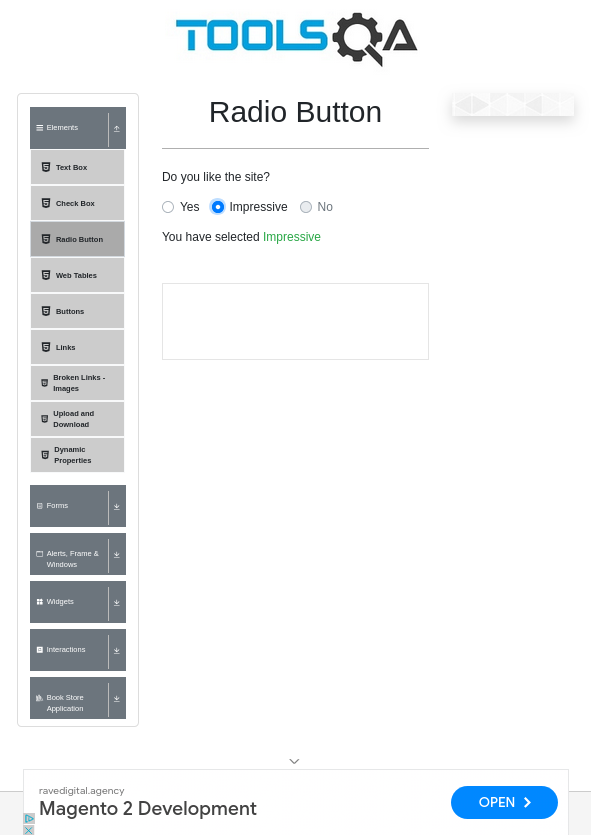 TOOLSQA
Elements
Text Box
Check Box
Radio Button
Web Tables
Buttons
Links
Broken Links -
Images
Upload and
Download
Dynamic
Properties
Forms
Alerts, Frame &
Windows
Widgets
Interactions
Book Store
Application
Radio Button
Do you like the site?
Yes Impressive No
You have selected Impressive
ravedigital.agency
Magento 2 Development
OPEN